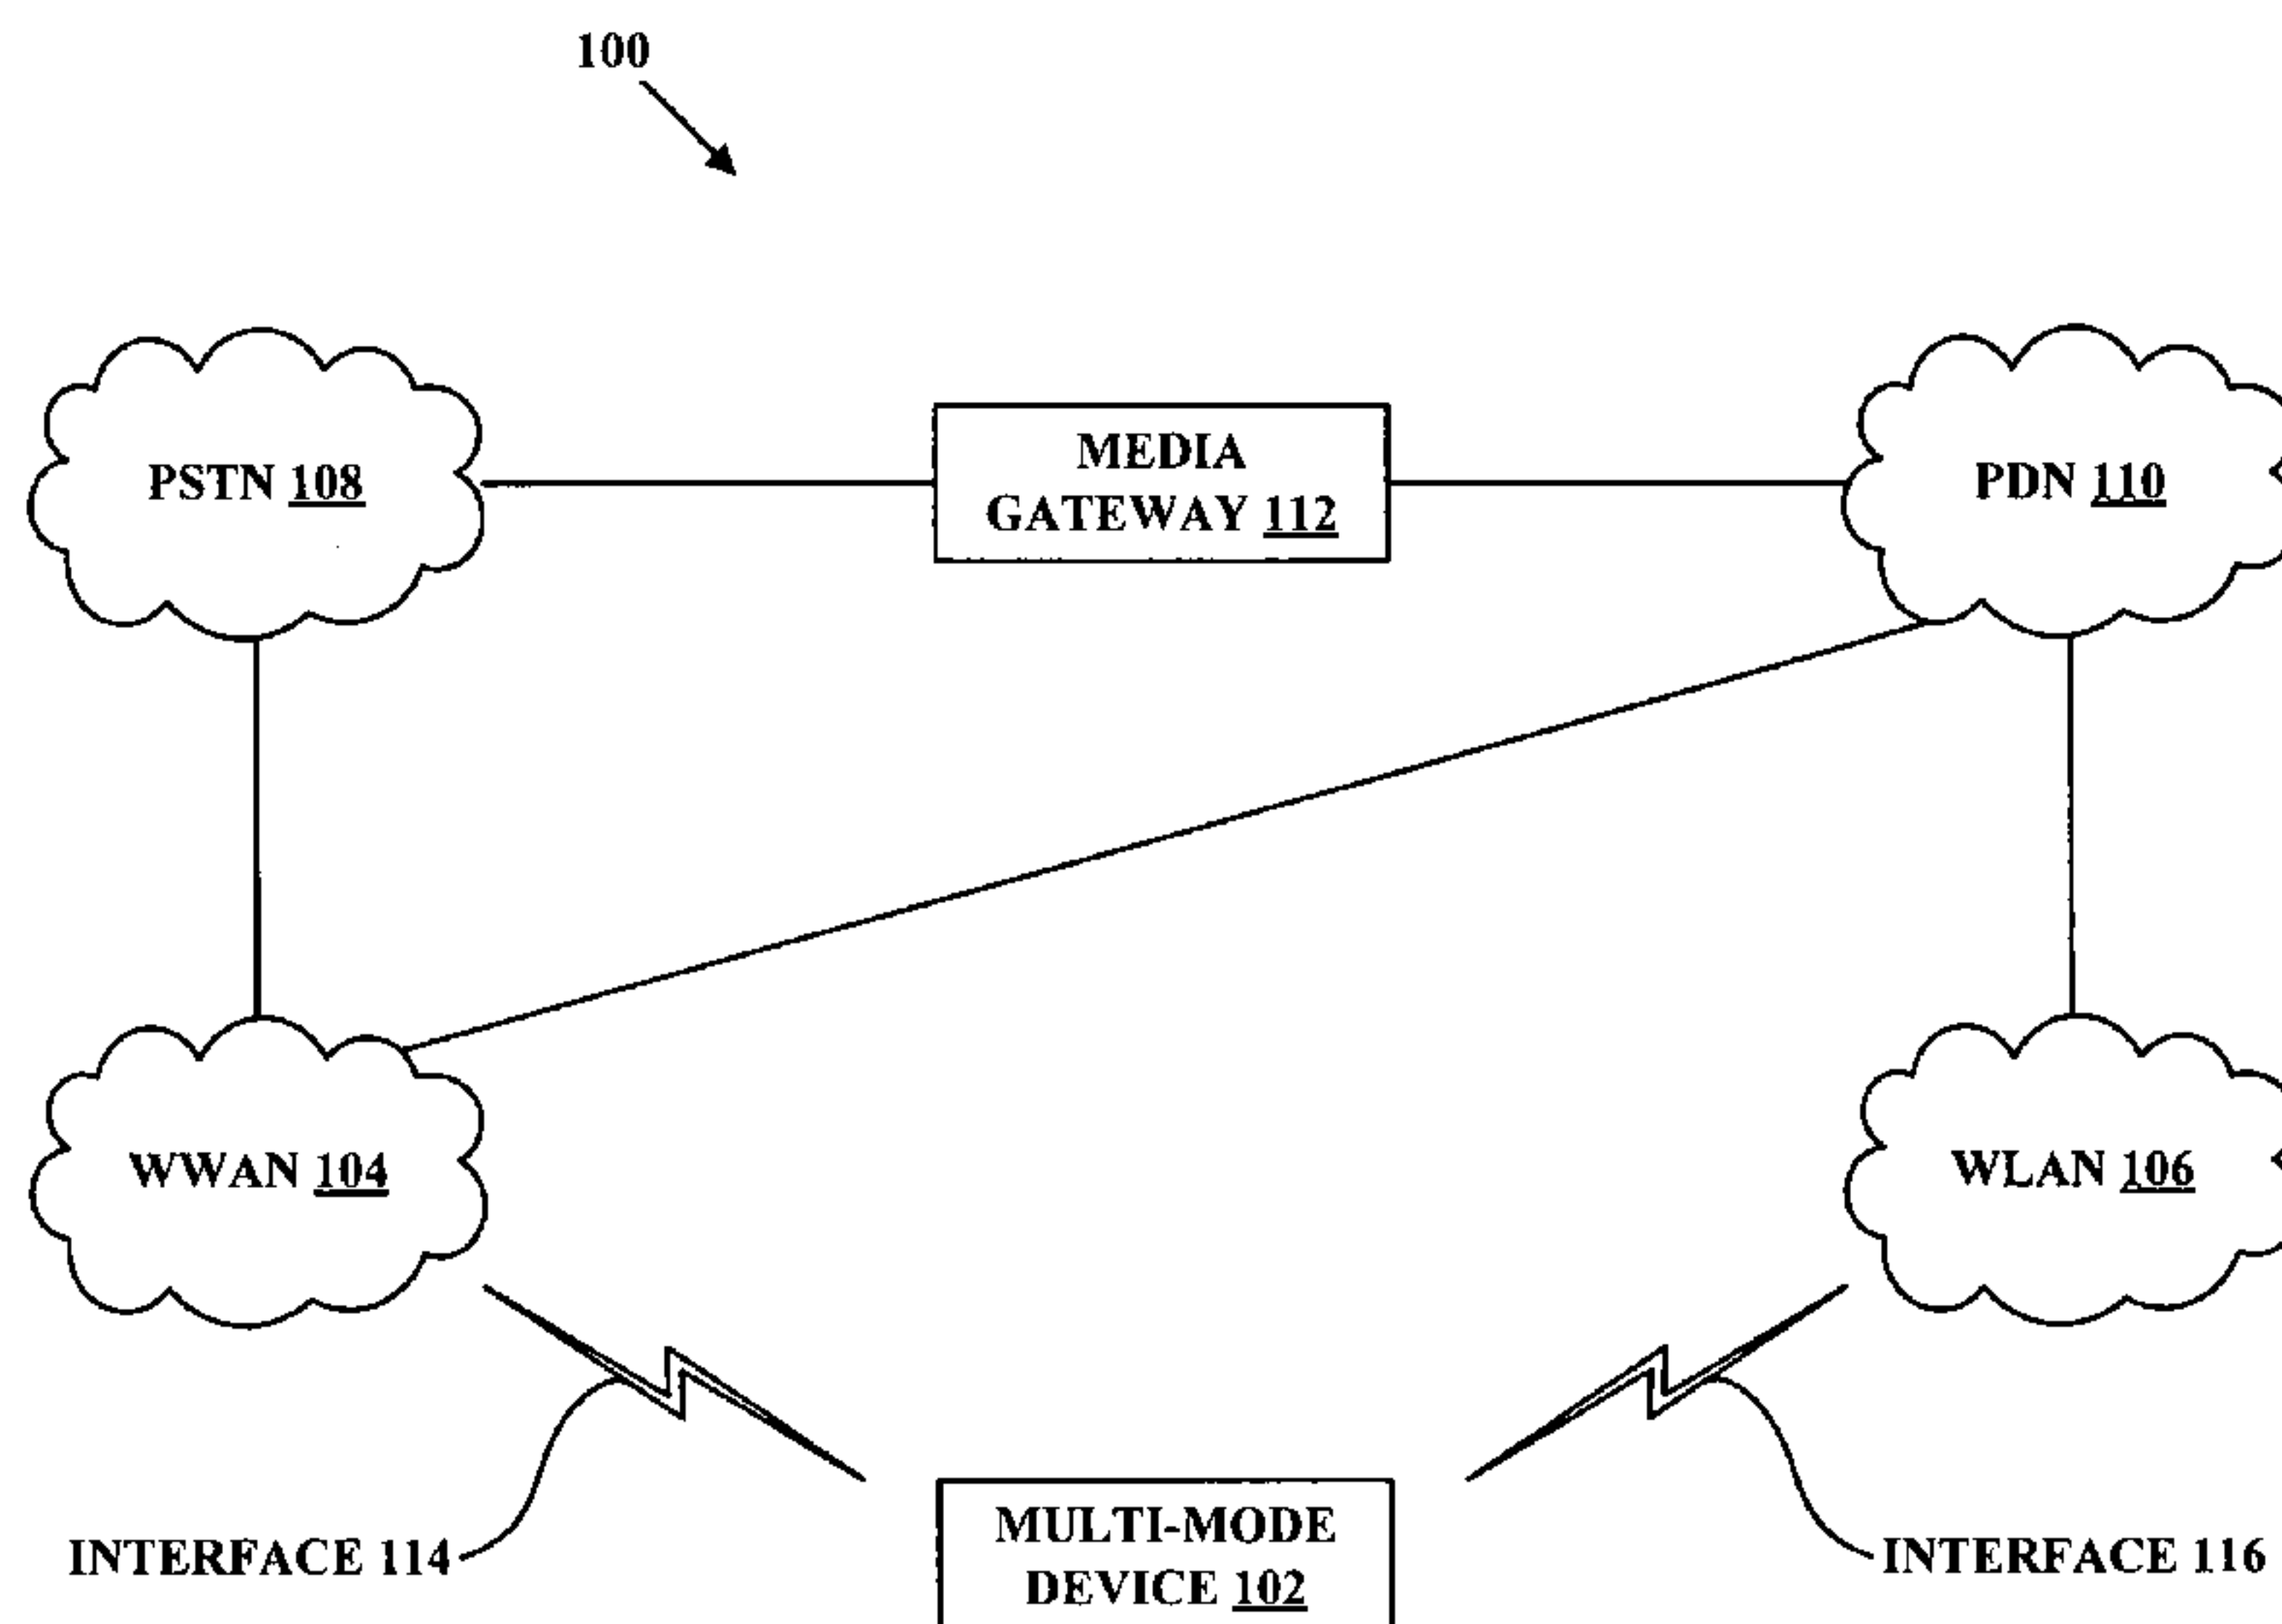 100
PSTN 108
MEDIA
GATEWAY 112
PDN 110
WWAN 104
WLAN 106
INTERFACE 114
MULTI-MODE
DEVICE 102
INTERFACE 116